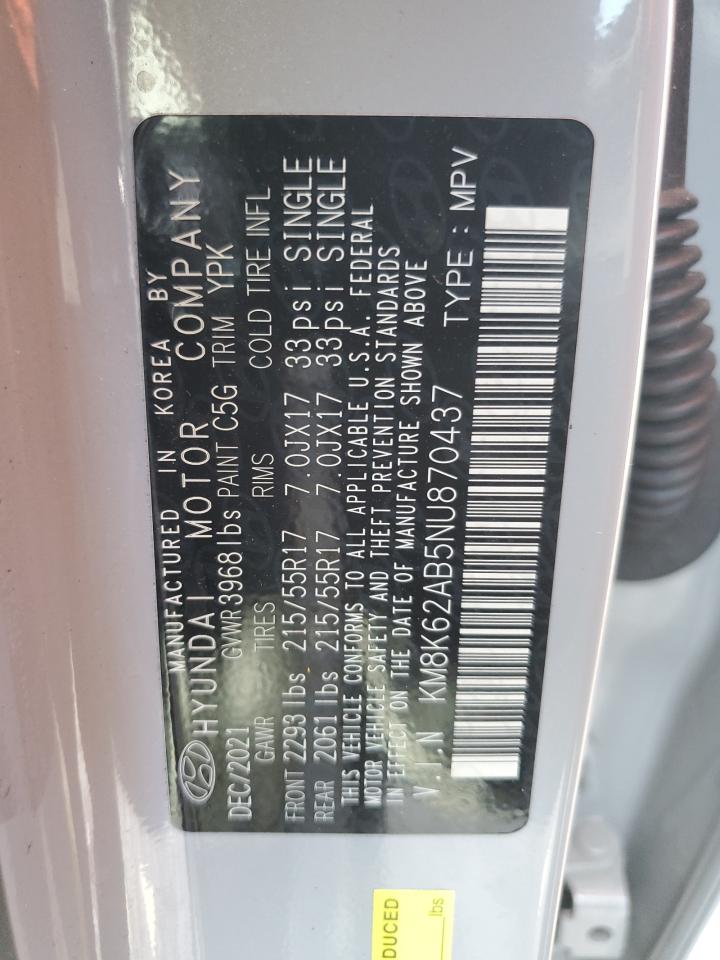 MANUFACTURED IN KOREA BY
HYUNDAI MOTOR COMPANY
DEC/2021 GVWR 3968 lbs PAINT C5G TRIM YPK
GAWR TIRES RIMS COLD TIRE INFL
FRONT 2293 lbs 215/55R17 7.0JX17 33psi SINGLE
REAR 2061 lbs 215/55R17 7.0JX17 33psi SINGLE
THIS VEHICLE CONFORMS TO ALL APPLICABLE U.S.A. FEDERAL
MOTOR VEHICLE SAFETY AND THEFT PREVENTION STANDARDS
IN EFFECT ON THE DATE OF MANUFACTURE SHOWN ABOVE
V.I.N KM8K62AB5NU870437 TYPE : MPV
DUCED
lbs